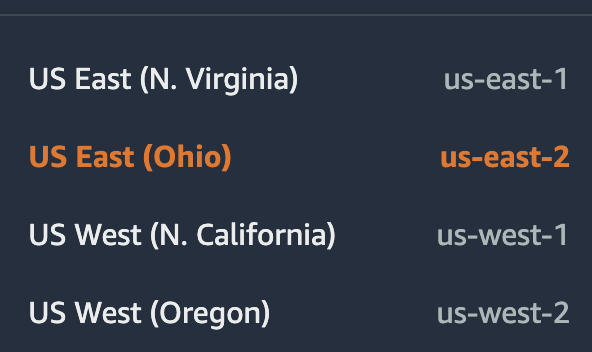 US East (N. Virginia) us-east-1
US East (Ohio) us-east-2
US West (N. California) us-west-1
US West (Oregon) us-west-2